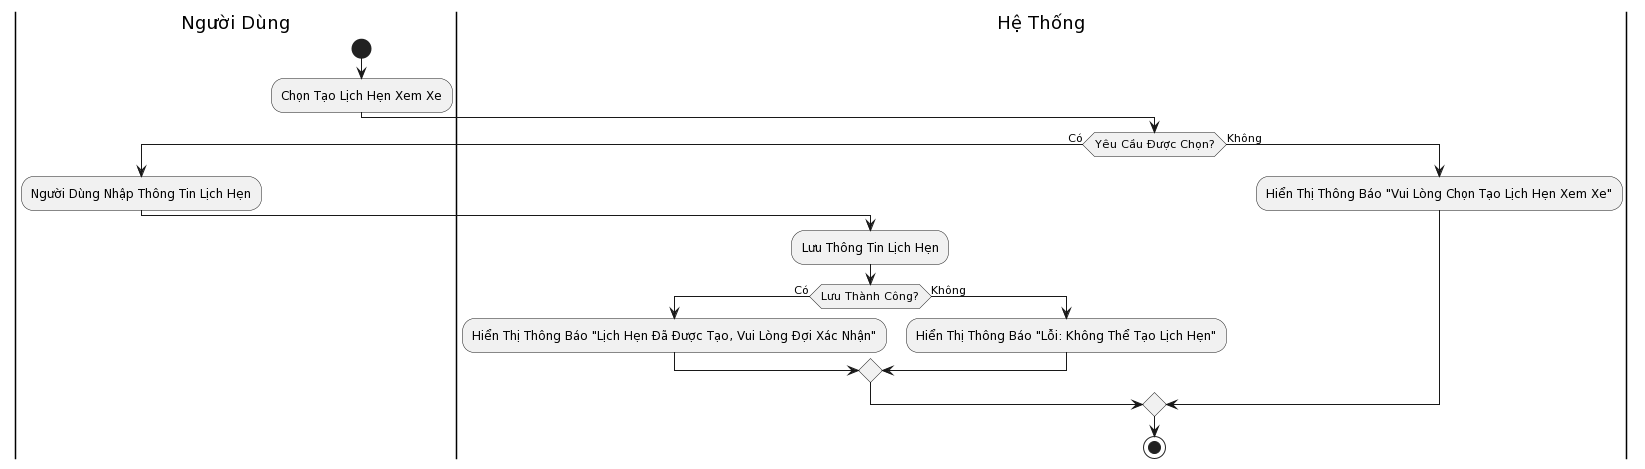 Người Dùng
Hệ Thống
Chọn Tạo Lịch Hẹn Xem Xe
Có
Yêu Cầu Được Chọn?
Không
Người Dùng Nhập Thông Tin Lịch Hẹn
Hiển Thị Thông Báo "Vui Lòng Chọn Tạo Lịch Hẹn Xem Xe"
Lưu Thông Tin Lịch Hẹn
Có
Lưu Thành Công?
Không
Hiển Thị Thông Báo "Lịch Hẹn Đã Được Tạo, Vui Lòng Đợi Xác Nhận"
Hiển Thị Thông Báo "Lỗi: Không Thể Tạo Lịch Hẹn"